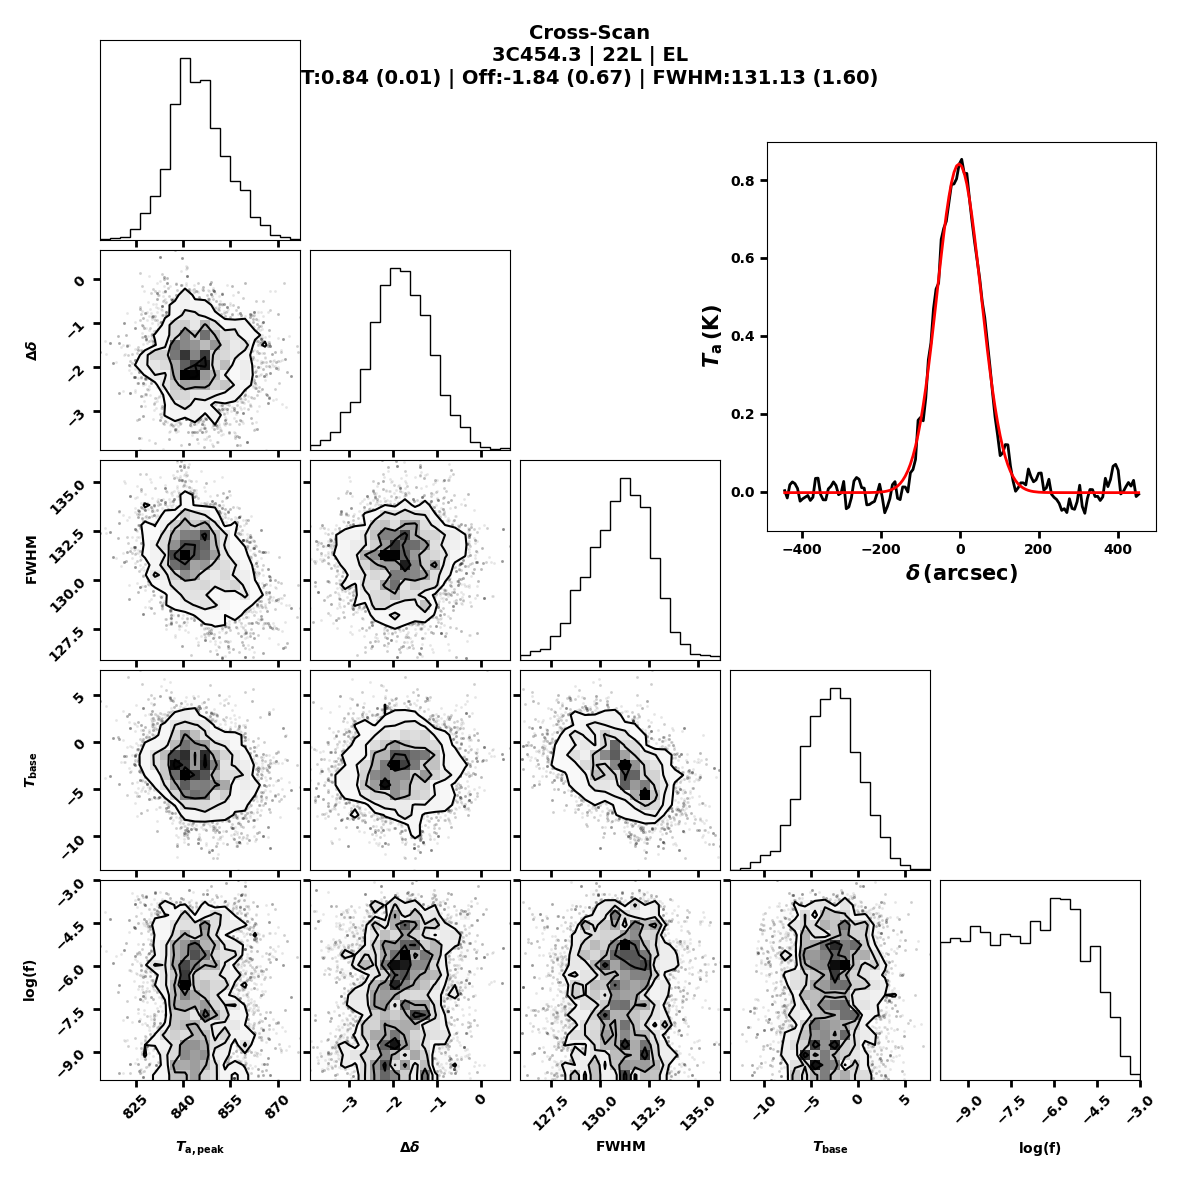 Cross-Scan
3C454.3 | 22L | EL
T:0.84 (0.01) | Off:-1.84 (0.67) | FWHM:131.13 (1.60)
0.8
0.6
0.4
0.2
0.0
Ta (K)
−400 −200 0 200 400
δ (arcsec)
0
−1
−2
−3
Δδ
135.0
132.5
130.0
127.5
FWHM
5
0
−5
−10
Tbase
−3.0
−4.5
−6.0
−7.5
−9.0
log(f)
825 840 855 870
−3 −2 −1 0
127.5 130.0 132.5 135.0
−10 −5 0 5
−9.0 −7.5 −6.0 −4.5 −3.0
Ta, peak
Δδ
FWHM
Tbase
log(f)